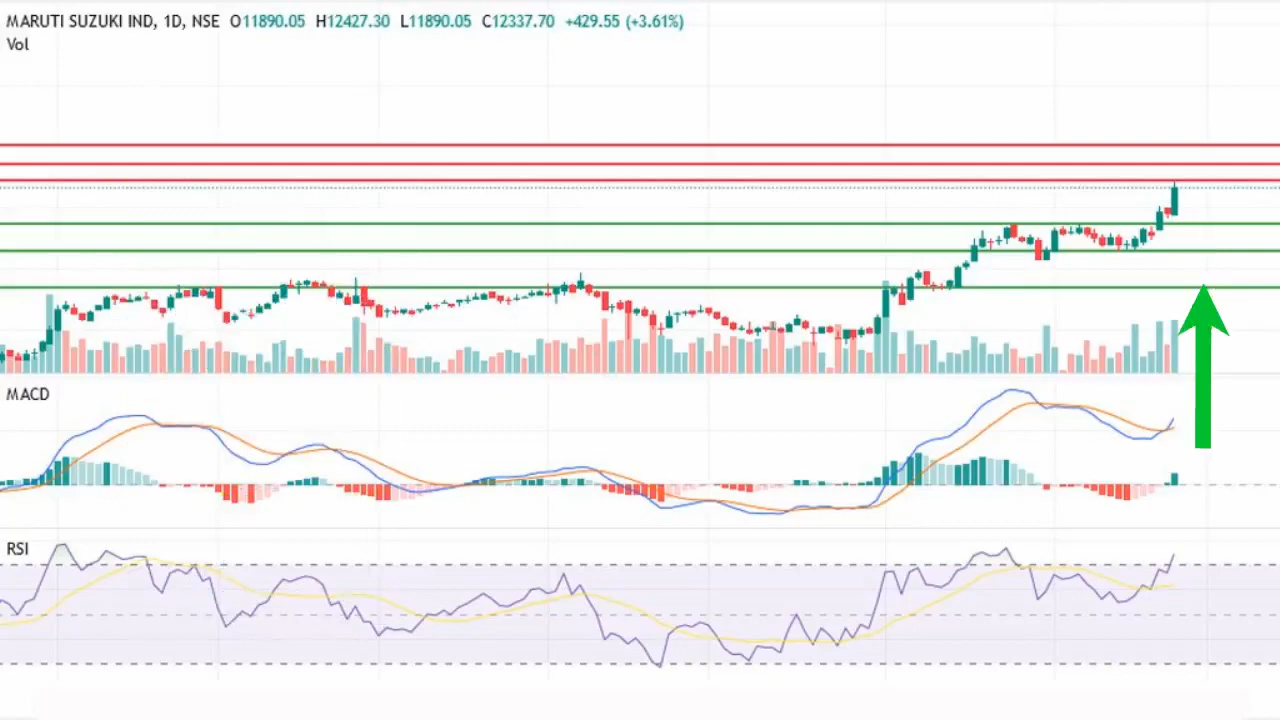 MARUTI SUZUKI IND, 1D, NSE O11890.05 H12427.30 L11890.05 C12337.70 +429.55 (+3.61%)
Vol
MACD
RSI